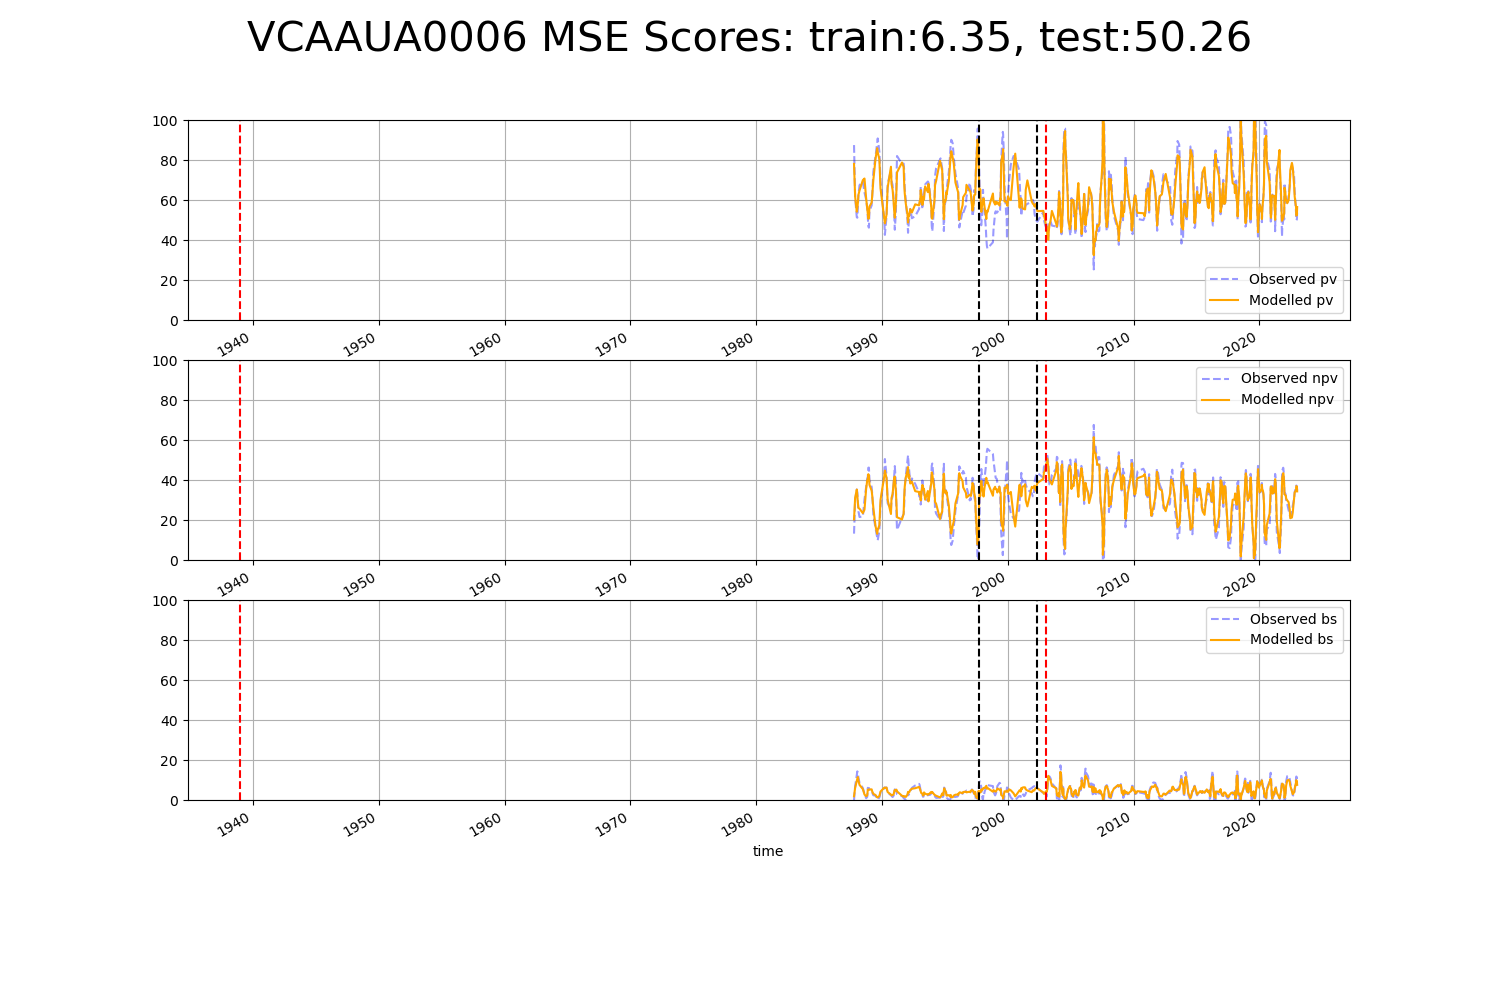 VCAAUA0006 MSE Scores: train:6.35, test:50.26
100
80
60
40
20
0
Observed pv
Modelled pv
1940 1950 1960 1970 1980 1990 2000 2010 2020
100
80
60
40
20
0
Observed npv
Modelled npv
1940 1950 1960 1970 1980 1990 2000 2010 2020
100
80
60
40
20
0
Observed bs
Modelled bs
1940 1950 1960 1970 1980 1990 2000 2010 2020
time